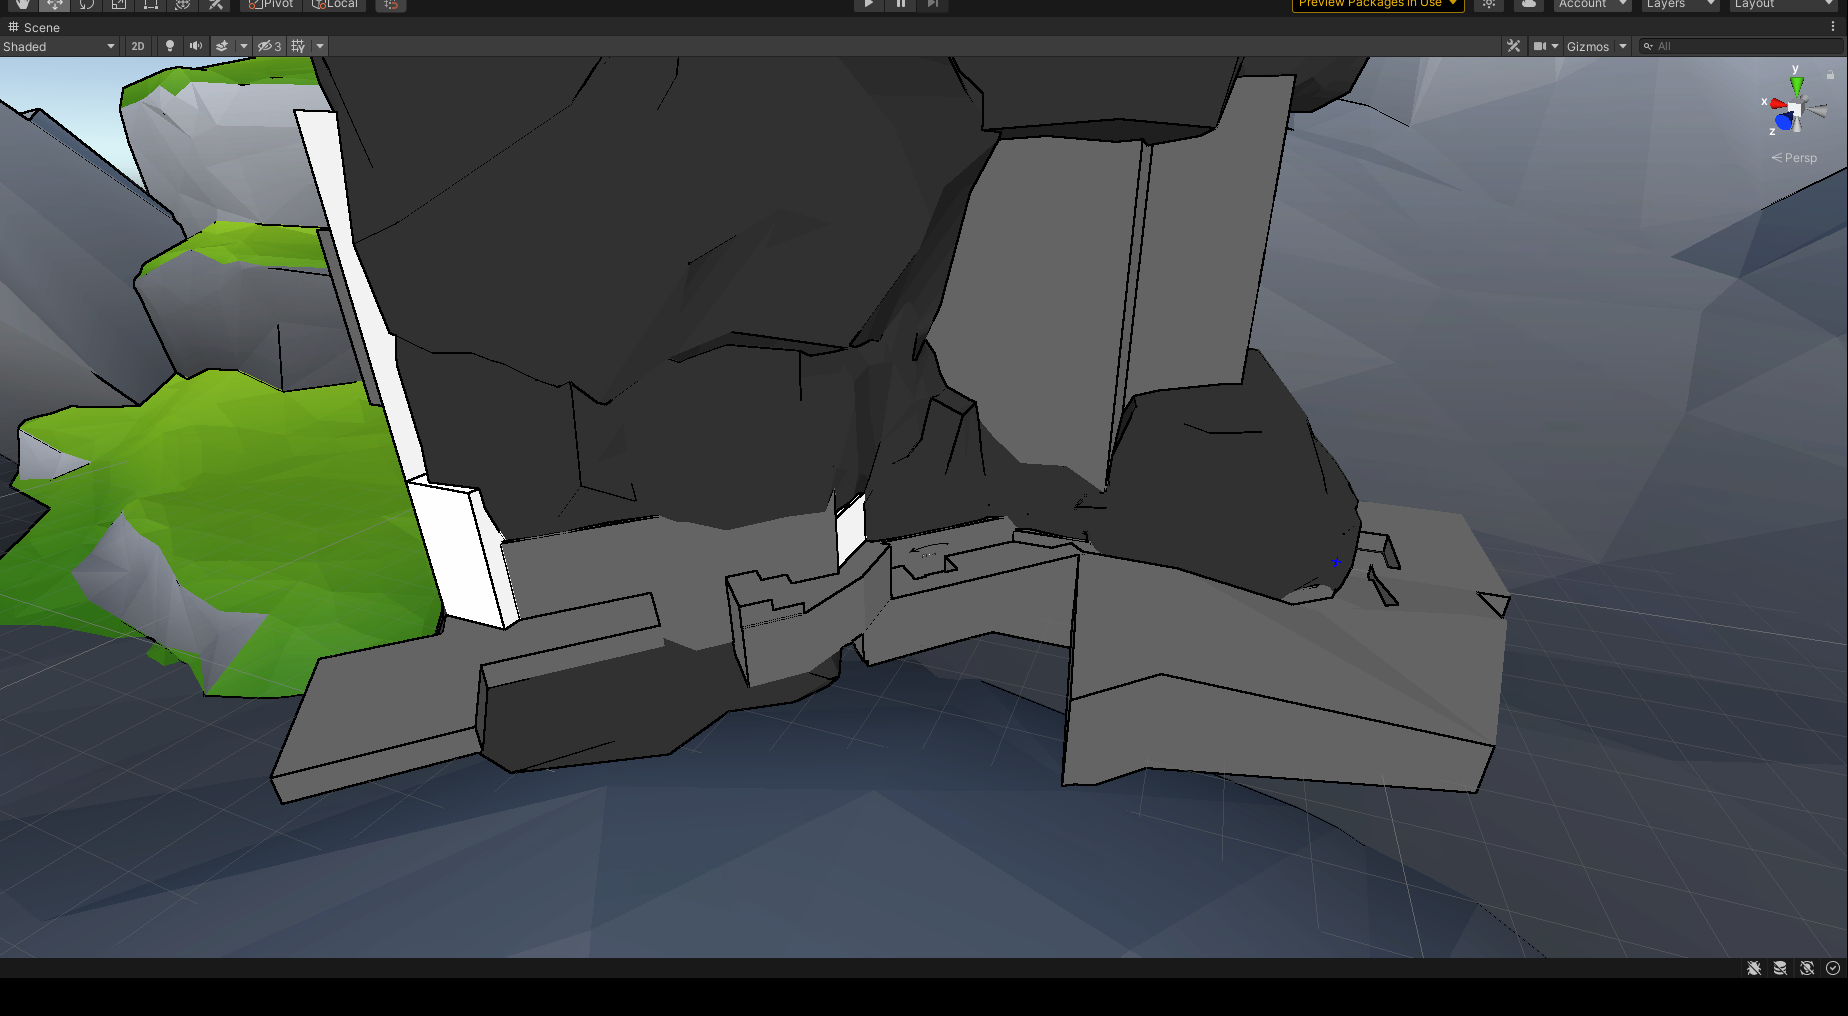 Pivot Local Preview Packages in Use Account Layers Layout
Scene
Shaded 2D 3 Gizmos All
y
x
z
Persp